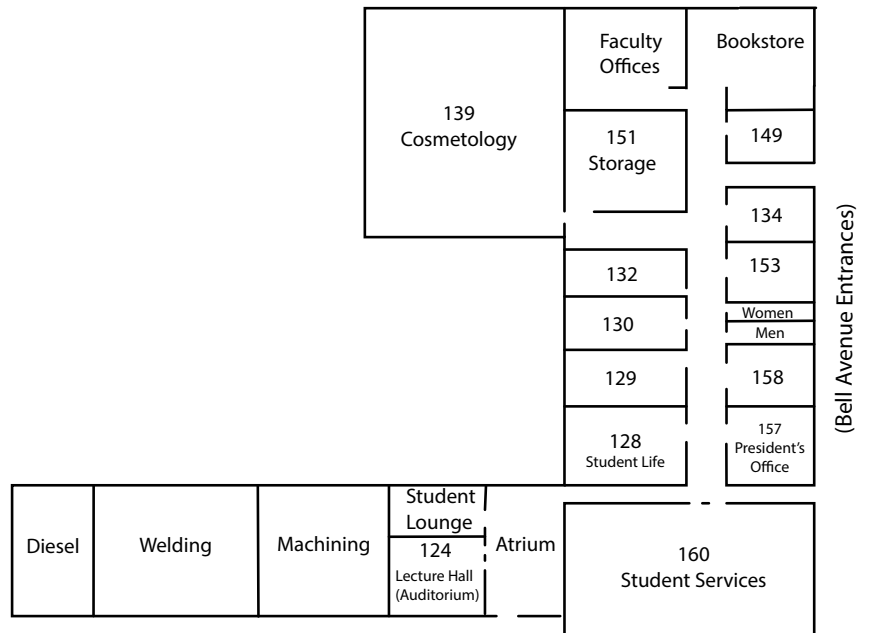 Faculty
Offices
Bookstore
139
Cosmetology
151
Storage
149
134
132
153
130
Women
Men
129
158
128
Student Life
157
President's
Office
(Bell Avenue Entrances)
Diesel
Welding
Machining
Student
Lounge
124
Lecture Hall
(Auditorium)
Atrium
160
Student Services